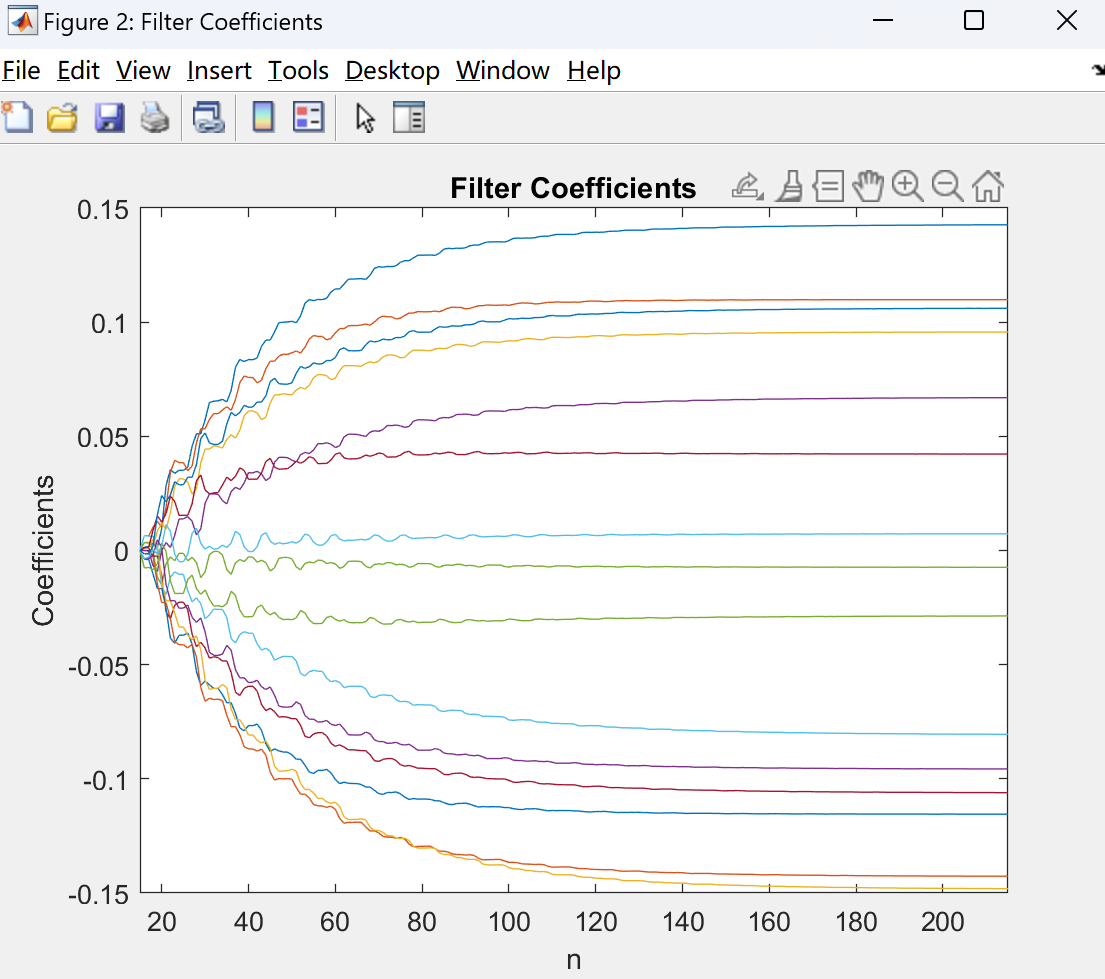 Figure 2: Filter Coefficients
File Edit View Insert Tools Desktop Window Help
Filter Coefficients
0.15
0.1
0.05
0
-0.05
-0.1
-0.15
Coefficients
20 40 60 80 100 120 140 160 180 200
n